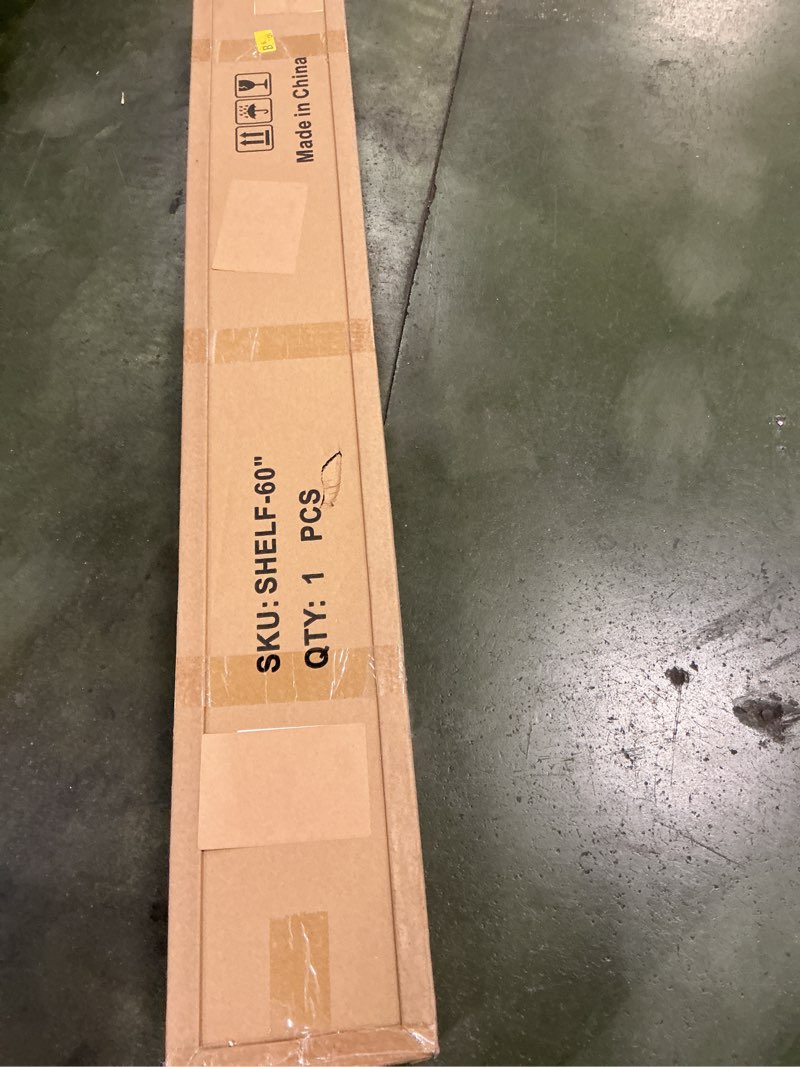 SKU: SHELF-60"
QTY: 1 PCS
Made in China